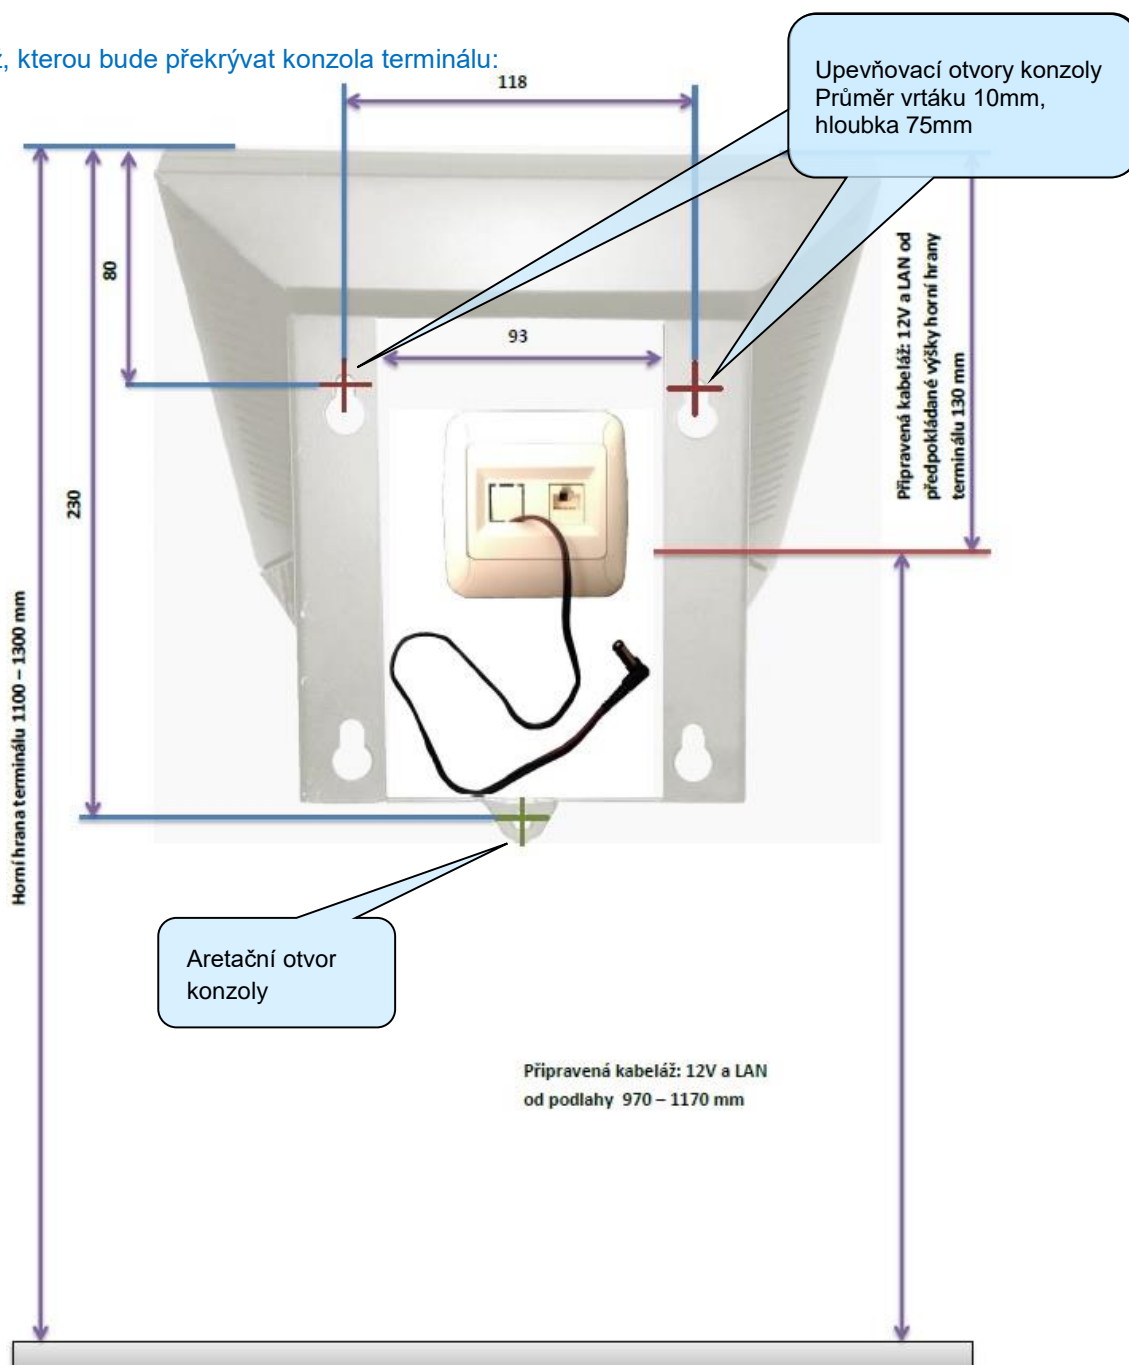 , kterou bude překrývat konzola terminálu:
118
Upevňovací otvory konzoly
Průměr vrtáku 10mm,
hloubka 75mm
80
93
230
Připravená kabeláž: 12V a LAN od
předpokládané výšky horní hrany
terminálu 130 mm
Horní hrana terminálu 1100 – 1300 mm
Aretační otvor
konzoly
Připravená kabeláž: 12V a LAN
od podlahy 970 – 1170 mm